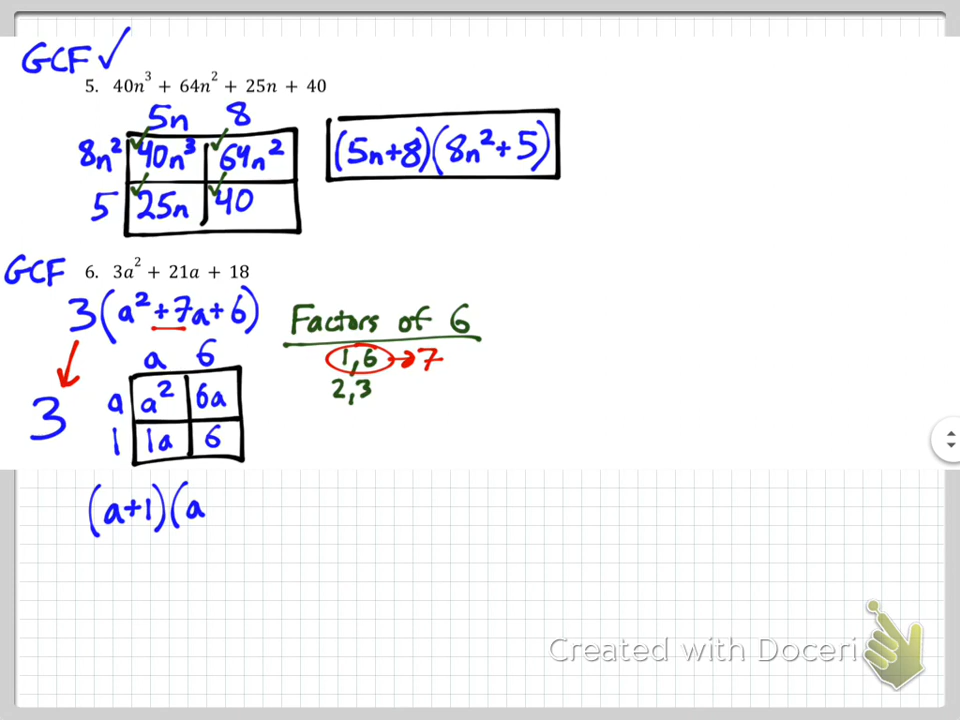 GCF ✓
5. 40n³ + 64n² + 25n + 40
5n 8
8n² 40n³ 64n²
5 25n 40
(5n+8)(8n²+5)
GCF 6. 3a² + 21a + 18
3(a²+7a+6)
Factors of 6
1,6→7
2,3
a 6
3
a a² 6a
1 1a 6
(a+1)(a
Created with Doceri